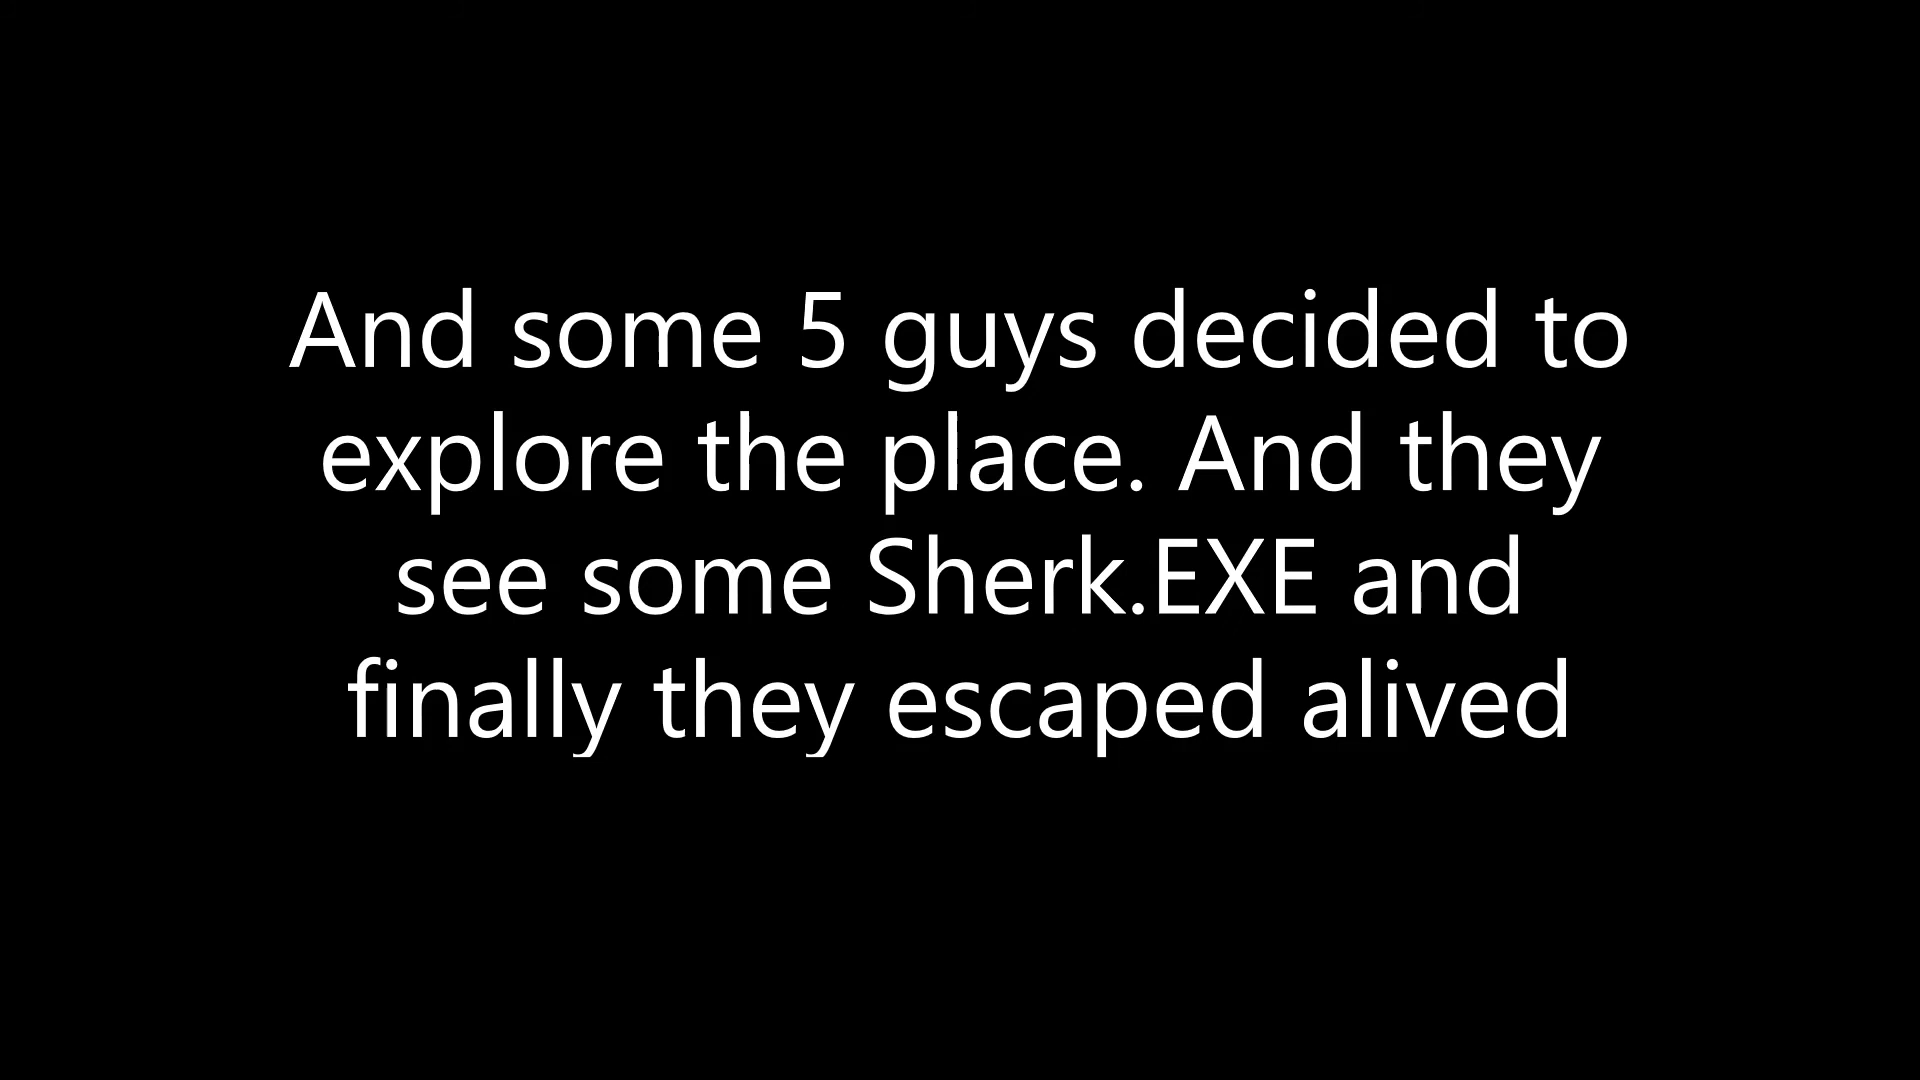 And some 5 guys decided to
explore the place. And they
see some Sherk.EXE and
finally they escaped alived